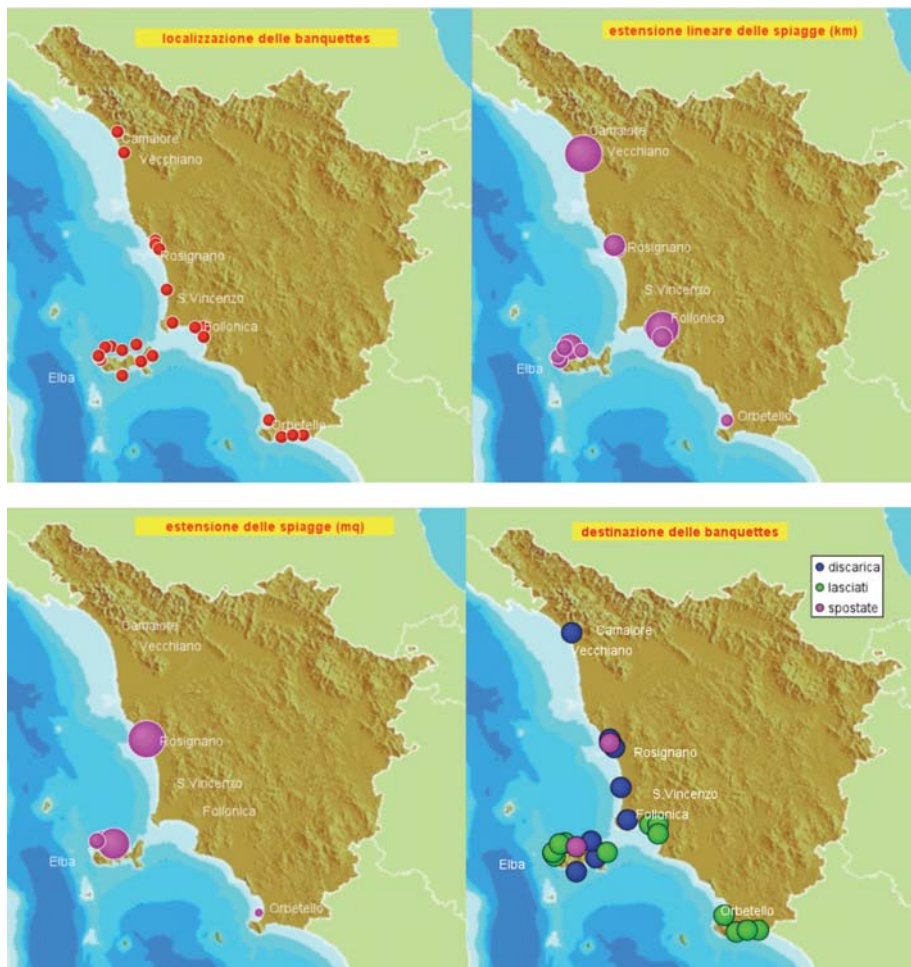 localizzazione delle banquettes
Camaiore
Vecchiano
Rosignano
S.Vincenzo
Follonica
Elba
Orbetello
estensione lineare delle spiagge (km)
Camaiore
Vecchiano
Rosignano
S.Vincenzo
Follonica
Elba
Orbetello
estensione delle spiagge (mq)
Camaiore
Vecchiano
Rosignano
S.Vincenzo
Follonica
Elba
Orbetello
destinazione delle banquettes
discarica
lasciati
spostate
Camaiore
Vecchiano
Rosignano
S.Vincenzo
Follonica
Elba
Orbetello